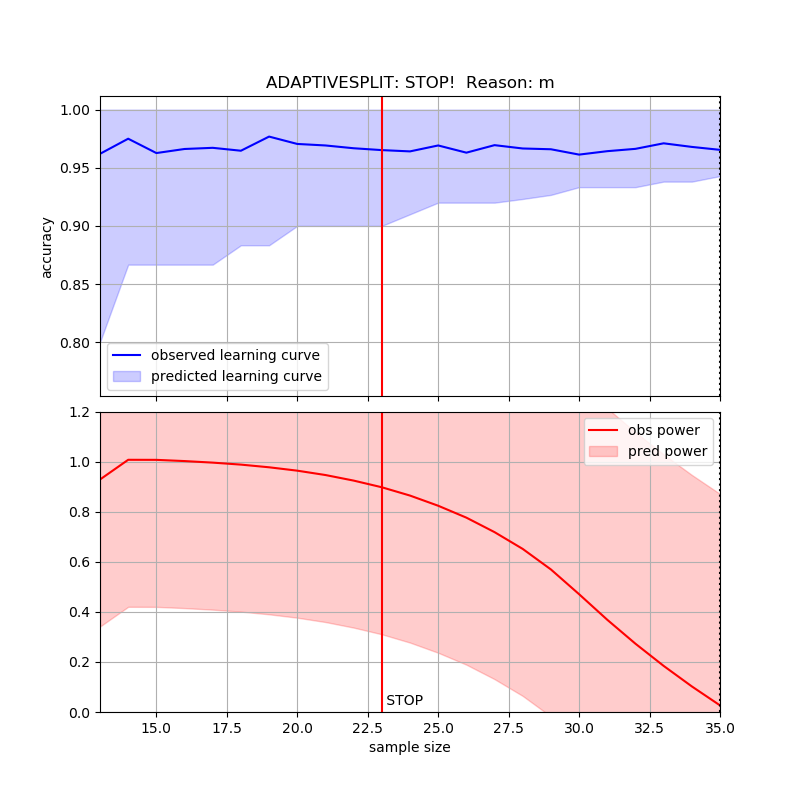 ADAPTIVESPLIT: STOP!  Reason: m
1.00
0.95
0.90
0.85
0.80
accuracy
observed learning curve
predicted learning curve
1.2
1.0
0.8
0.6
0.4
0.2
0.0
obs power
pred power
STOP
15.0 17.5 20.0 22.5 25.0 27.5 30.0 32.5 35.0
sample size